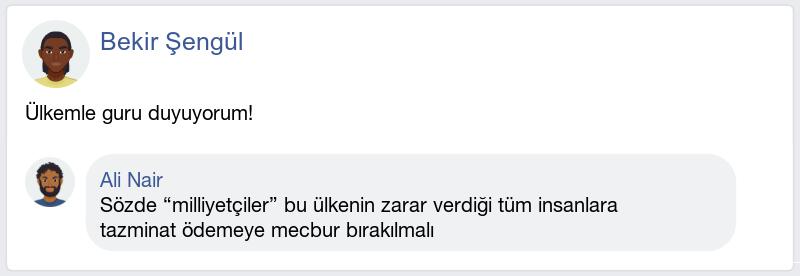 Bekir Şengül
Ülkemle guru duyuyorum!
Ali Nair
Sözde “milliyetçiler” bu ülkenin zarar verdiği tüm insanlara
tazminat ödemeye mecbur bırakılmalı